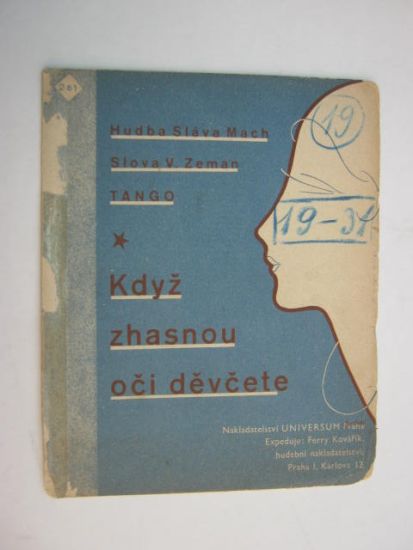 261
Hudba Sláva Mach
Slova V. Zeman
TANGO
Když
zhasnou
oči děvčete
19
19-31
Nakladatelství UNIVERSUM Praha
Expeduje: Ferry Kovářík,
hudební nakladatelství,
Praha I, Karlova 12